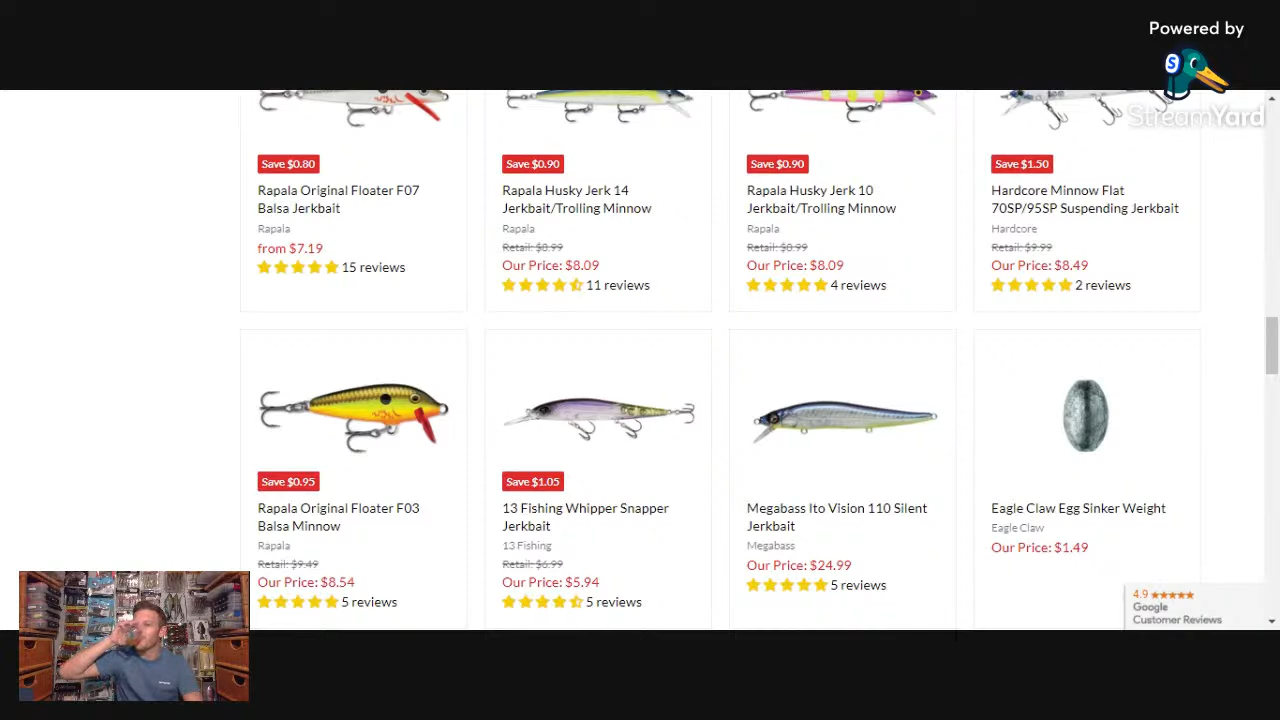 Powered by
S
StreamYard
Save $0.80
Rapala Original Floater F07
Balsa Jerkbait
Rapala
from $7.19
15 reviews
Save $0.90
Rapala Husky Jerk 14
Jerkbait/Trolling Minnow
Rapala
Retail: $8.99
Our Price: $8.09
11 reviews
Save $0.90
Rapala Husky Jerk 10
Jerkbait/Trolling Minnow
Rapala
Retail: $8.99
Our Price: $8.09
4 reviews
Save $1.50
Hardcore Minnow Flat
70SP/95SP Suspending Jerkbait
Hardcore
Retail: $9.99
Our Price: $8.49
2 reviews
Save $0.95
Rapala Original Floater F03
Balsa Minnow
Rapala
Retail: $9.49
Our Price: $8.54
5 reviews
Save $1.05
13 Fishing Whipper Snapper
Jerkbait
13 Fishing
Retail: $6.99
Our Price: $5.94
5 reviews
Megabass Ito Vision 110 Silent
Jerkbait
Megabass
Our Price: $24.99
5 reviews
Eagle Claw Egg Sinker Weight
Eagle Claw
Our Price: $1.49
4.9
Google
Customer Reviews